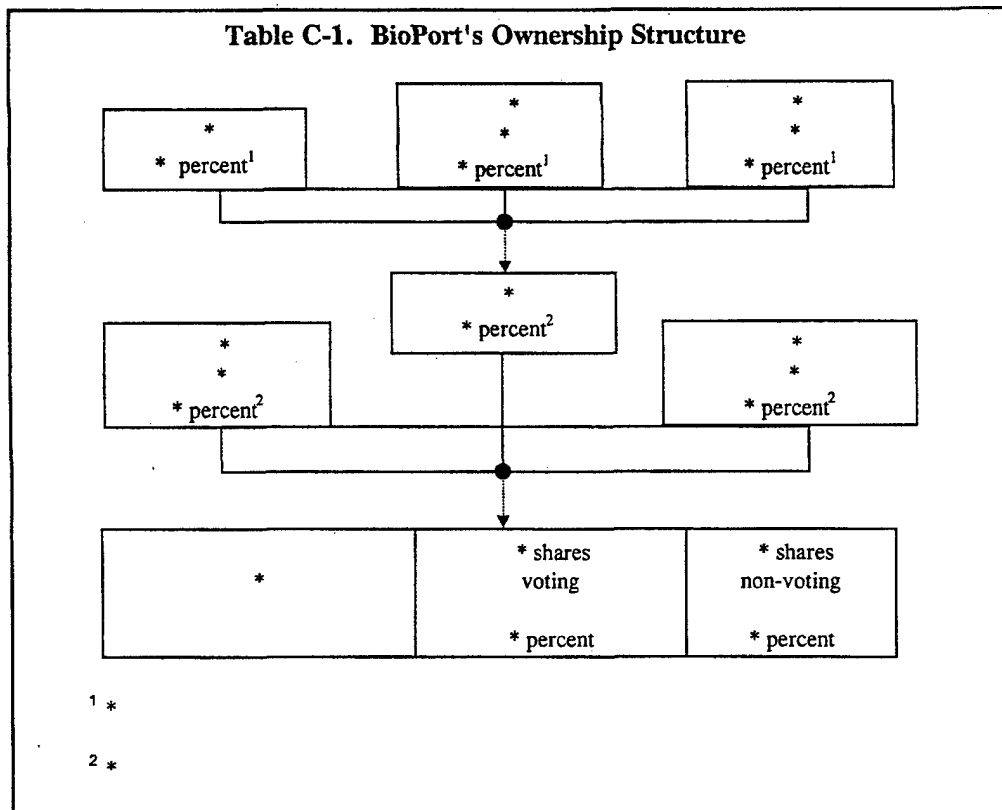 Table C-1. BioPort's Ownership Structure
*
* percent¹
*
*
* percent¹
*
*
* percent¹
*
* percent²
*
*
* percent²
*
*
* percent²
*
* shares
voting
* percent
* shares
non-voting
* percent
¹ *
² *